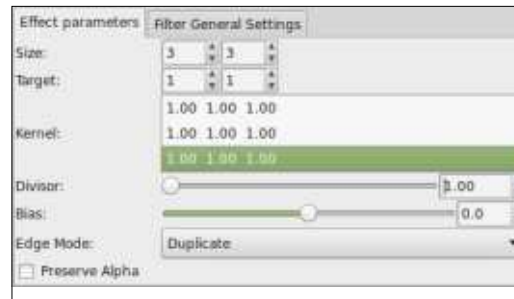 Effect parameters Filter General Settings
Size: 3 3
Target: 1 1
Kernel:
1.00 1.00 1.00
1.00 1.00 1.00
1.00 1.00 1.00
Divisor: 1.00
Bias: 0.0
Edge Mode: Duplicate
Preserve Alpha